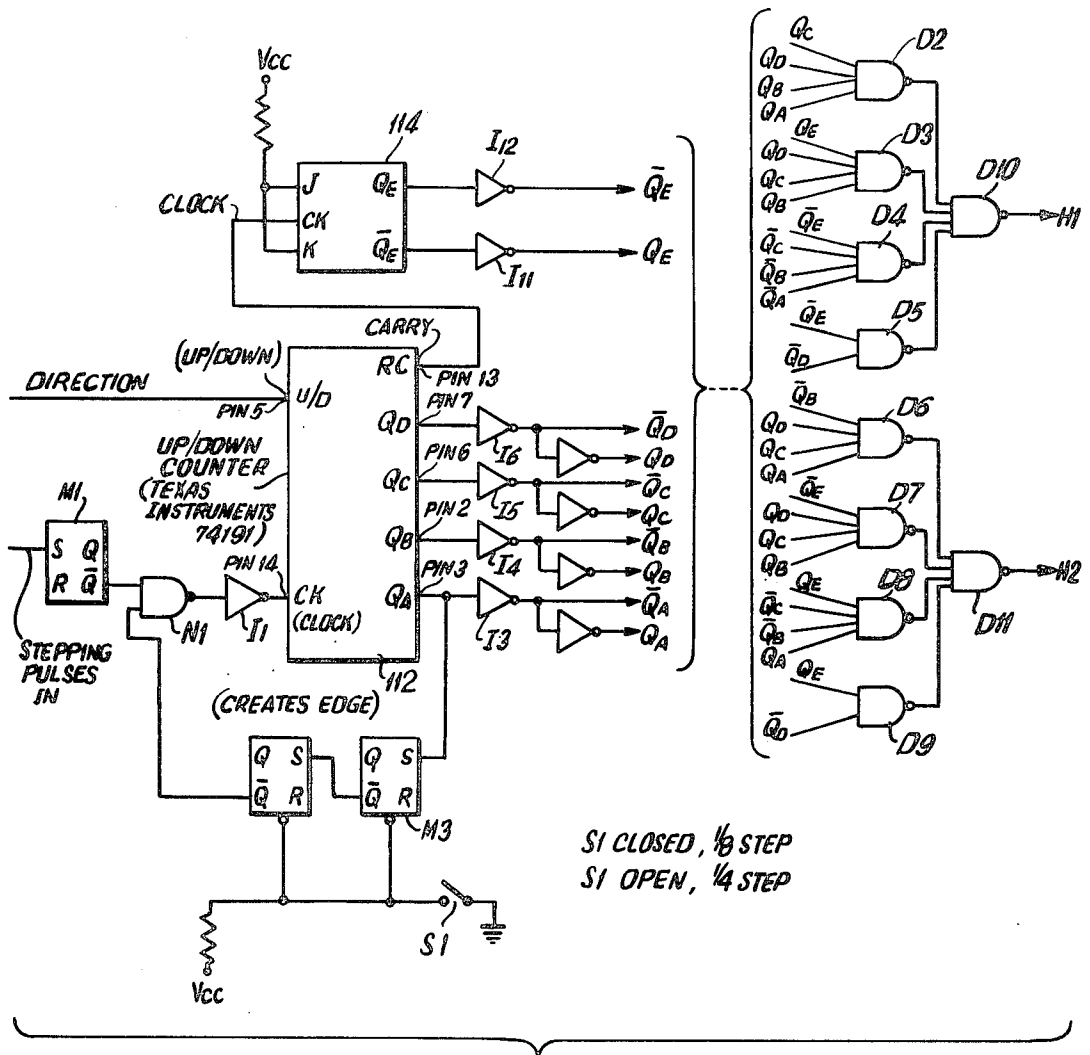 VCC
114
J
CK
K
QE
Q̄E
I12
Q̄E
I11
QE
CLOCK
CARRY
(UP/DOWN)
DIRECTION
PIN 5
U/D
RC
PIN 13
PIN 7
QD
I6
Q̄D
QD
UP/DOWN
COUNTER
(TEXAS
INSTRUMENTS
74191)
PIN 6
QC
I5
Q̄C
QC
PIN 2
QB
I4
Q̄B
QB
PIN 3
QA
I3
Q̄A
QA
M1
S Q
R Q̄
N1
I1
PIN 14
CK
(CLOCK)
112
STEPPING
PULSES
IN
(CREATES EDGE)
Q S
Q̄ R
Q S
Q̄ R
M3
S1
VCC
S1 CLOSED, 1/8 STEP
S1 OPEN, 1/4 STEP
QC
QD
QB
QA
D2
QE
QD
QC
QB
D3
Q̄E
Q̄C
Q̄B
Q̄A
D4
Q̄E
Q̄D
D5
D10
H1
Q̄B
QD
QC
QA
D6
Q̄E
QD
QC
QB
D7
QE
Q̄C
Q̄B
QA
D8
QE
Q̄D
D9
D11
H2